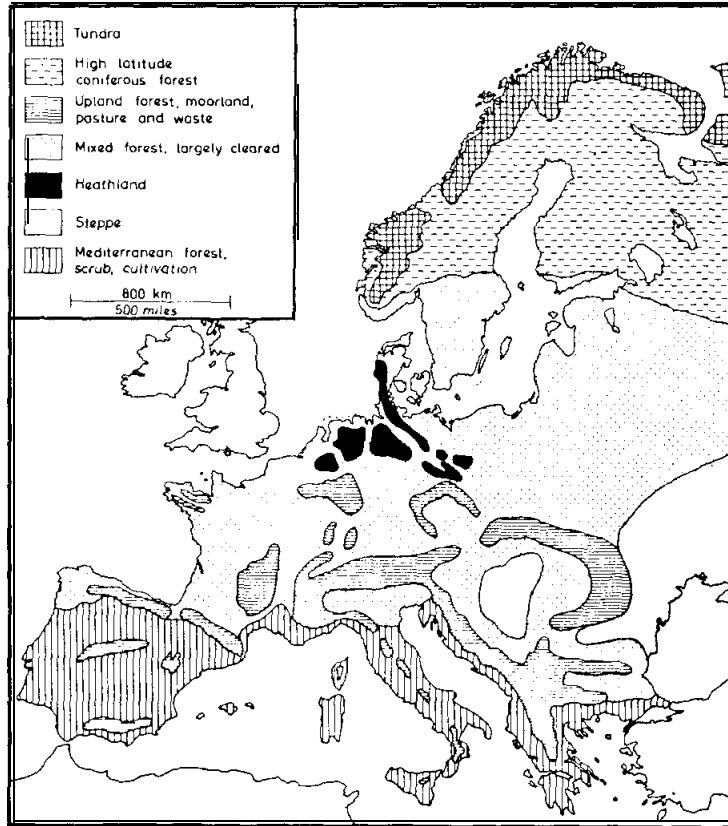 Tundra
High latitude
coniferous forest
Upland forest, moorland,
pasture and waste
Mixed forest, largely cleared
Heathland
Steppe
Mediterranean forest,
scrub, cultivation
800 km
500 miles